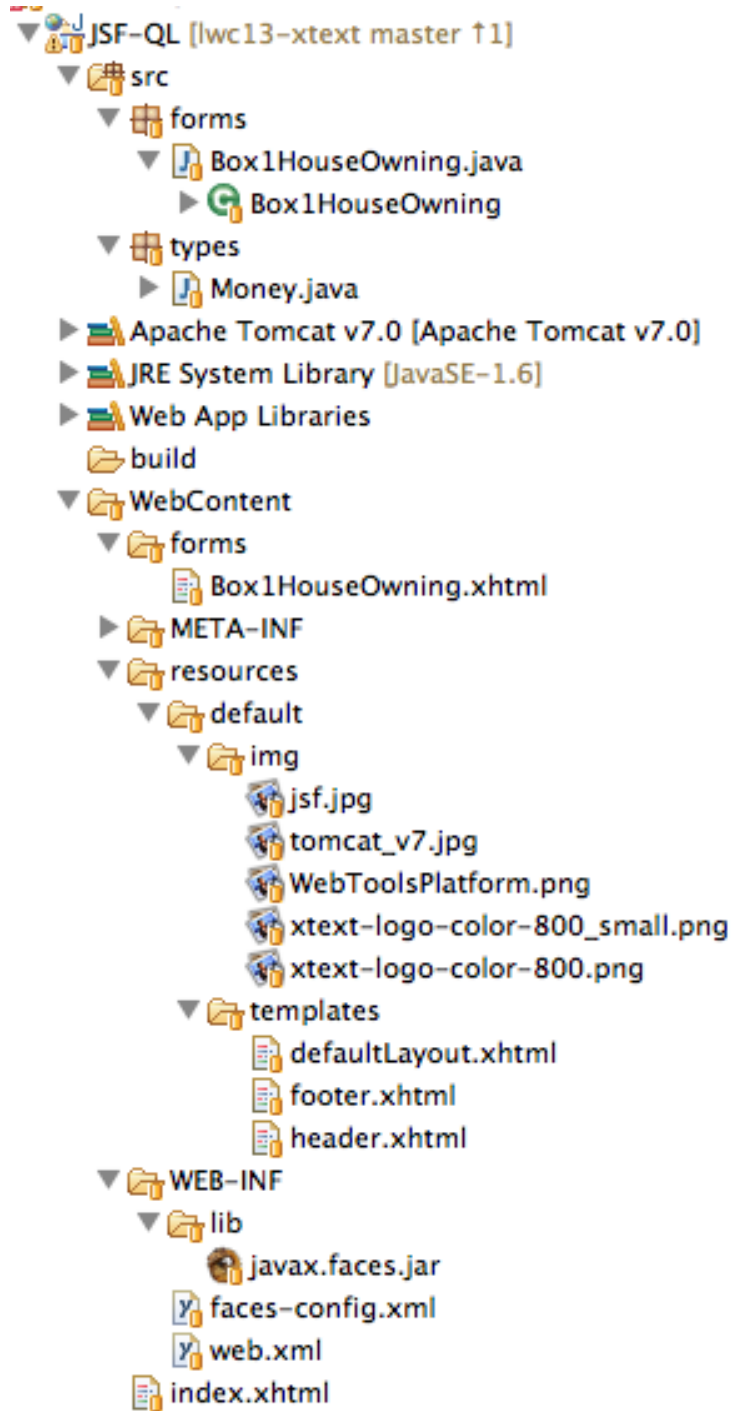 JSF-QL [lwc13-xtext master ↑1]
src
forms
Box1HouseOwning.java
Box1HouseOwning
types
Money.java
Apache Tomcat v7.0 [Apache Tomcat v7.0]
JRE System Library [JavaSE-1.6]
Web App Libraries
build
WebContent
forms
Box1HouseOwning.xhtml
META-INF
resources
default
img
jsf.jpg
tomcat_v7.jpg
WebToolsPlatform.png
xtext-logo-color-800_small.png
xtext-logo-color-800.png
templates
defaultLayout.xhtml
footer.xhtml
header.xhtml
WEB-INF
lib
javax.faces.jar
faces-config.xml
web.xml
index.xhtml